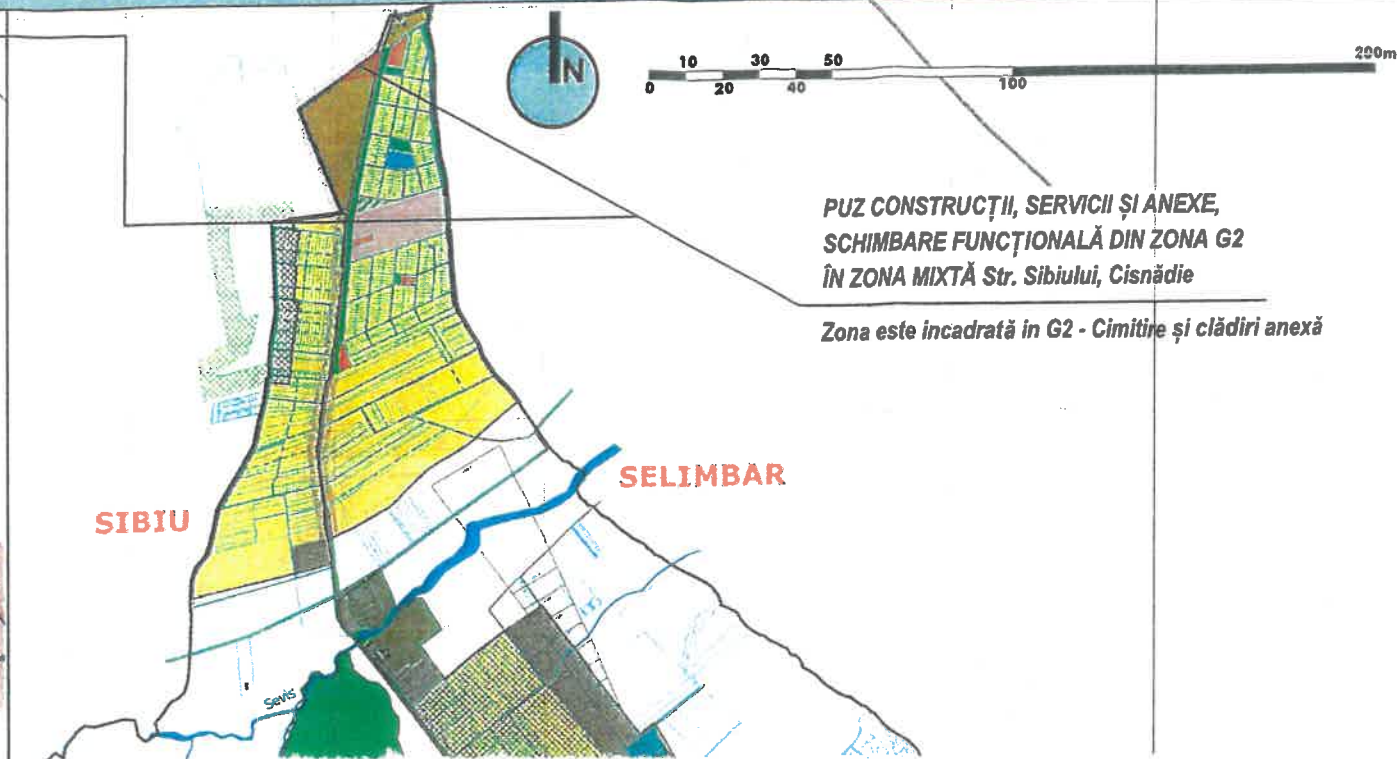 N
10 30 50 200m
0 20 40 100
PUZ CONSTRUCȚII, SERVICII ȘI ANEXE,
SCHIMBARE FUNCȚIONALĂ DIN ZONA G2
ÎN ZONA MIXTĂ Str. Sibiului, Cisnădie
Zona este incadrată in G2 - Cimitire și clădiri anexă
SELIMBAR
SIBIU
Sevis